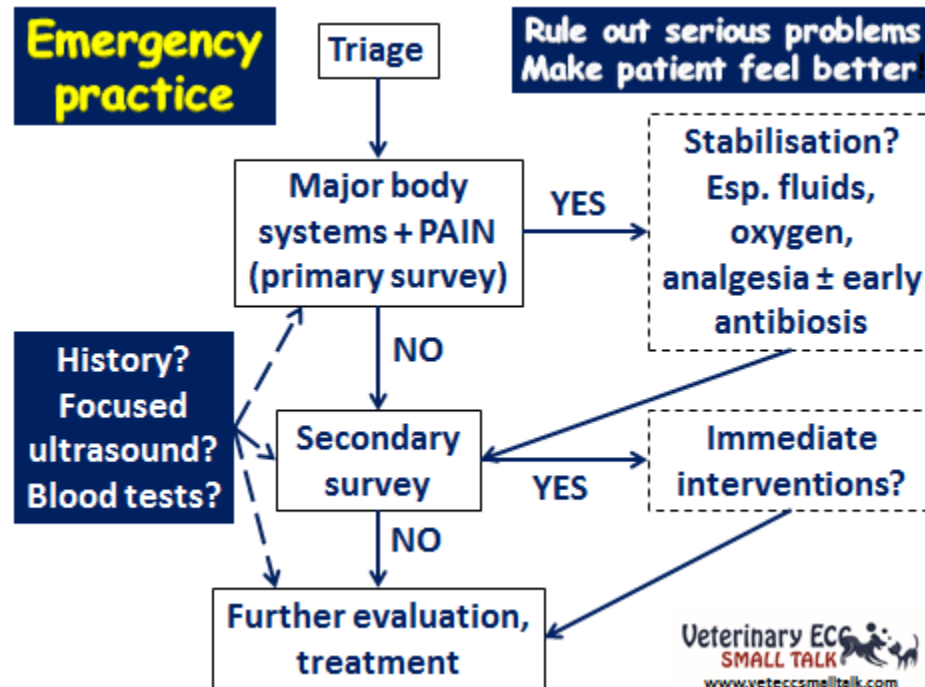 Emergency
practice
Triage
Rule out serious problems
Make patient feel better!
Major body
systems + PAIN
(primary survey)
YES
Stabilisation?
Esp. fluids,
oxygen,
analgesia ± early
antibiosis
NO
History?
Focused
ultrasound?
Blood tests?
Secondary
survey
YES
Immediate
interventions?
NO
Further evaluation,
treatment
Veterinary ECC
SMALL TALK
www.veteccsmalltalk.com